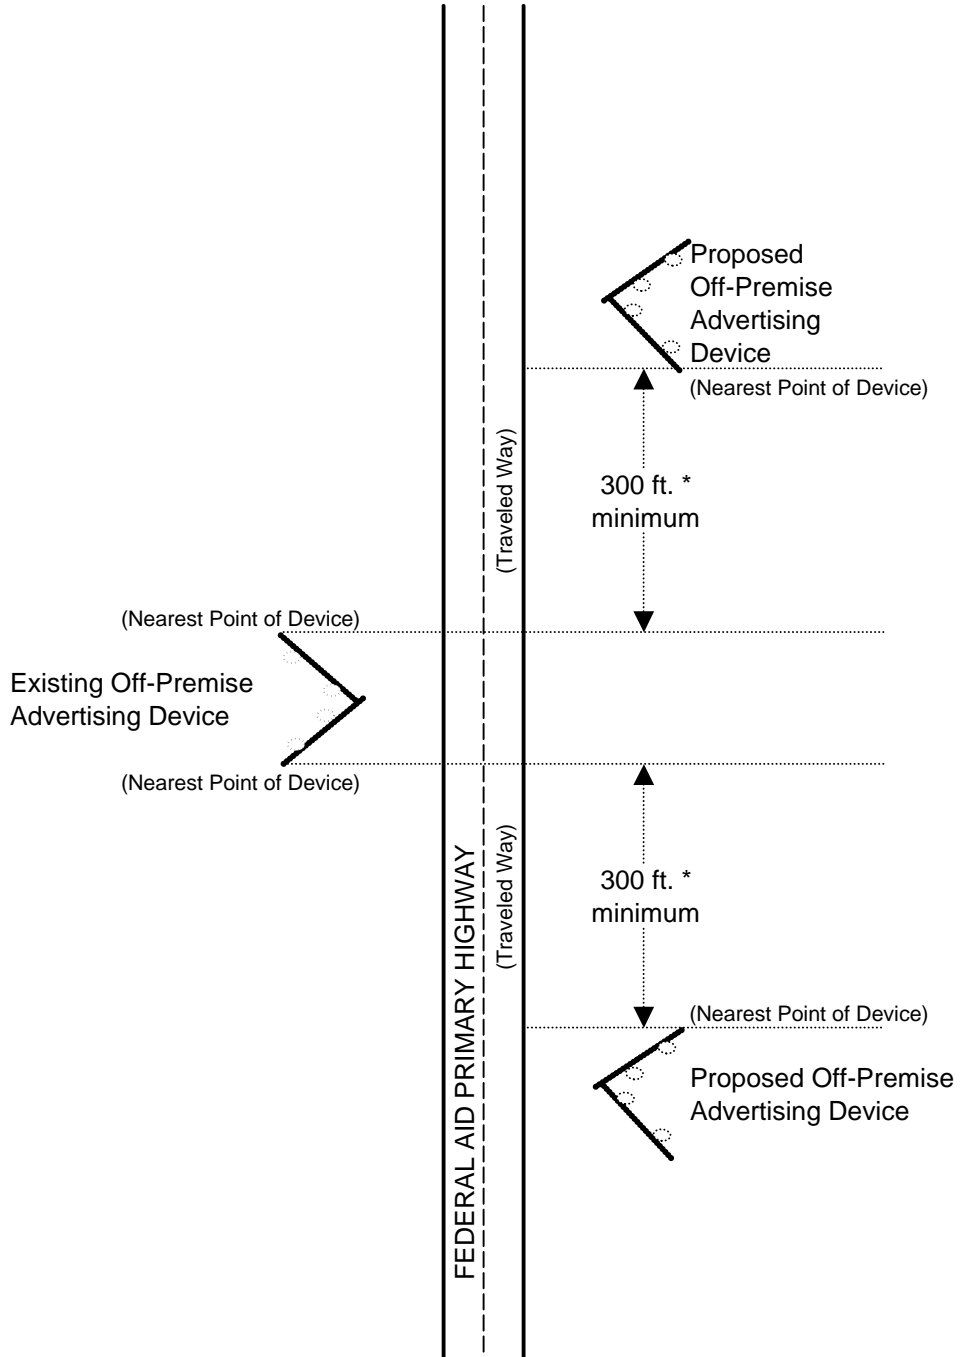 Proposed
Off-Premise
Advertising
Device
(Nearest Point of Device)
(Traveled Way)
300 ft. *
minimum
(Nearest Point of Device)
Existing Off-Premise
Advertising Device
(Nearest Point of Device)
FEDERAL AID PRIMARY HIGHWAY
(Traveled Way)
300 ft. *
minimum
(Nearest Point of Device)
Proposed Off-Premise
Advertising Device